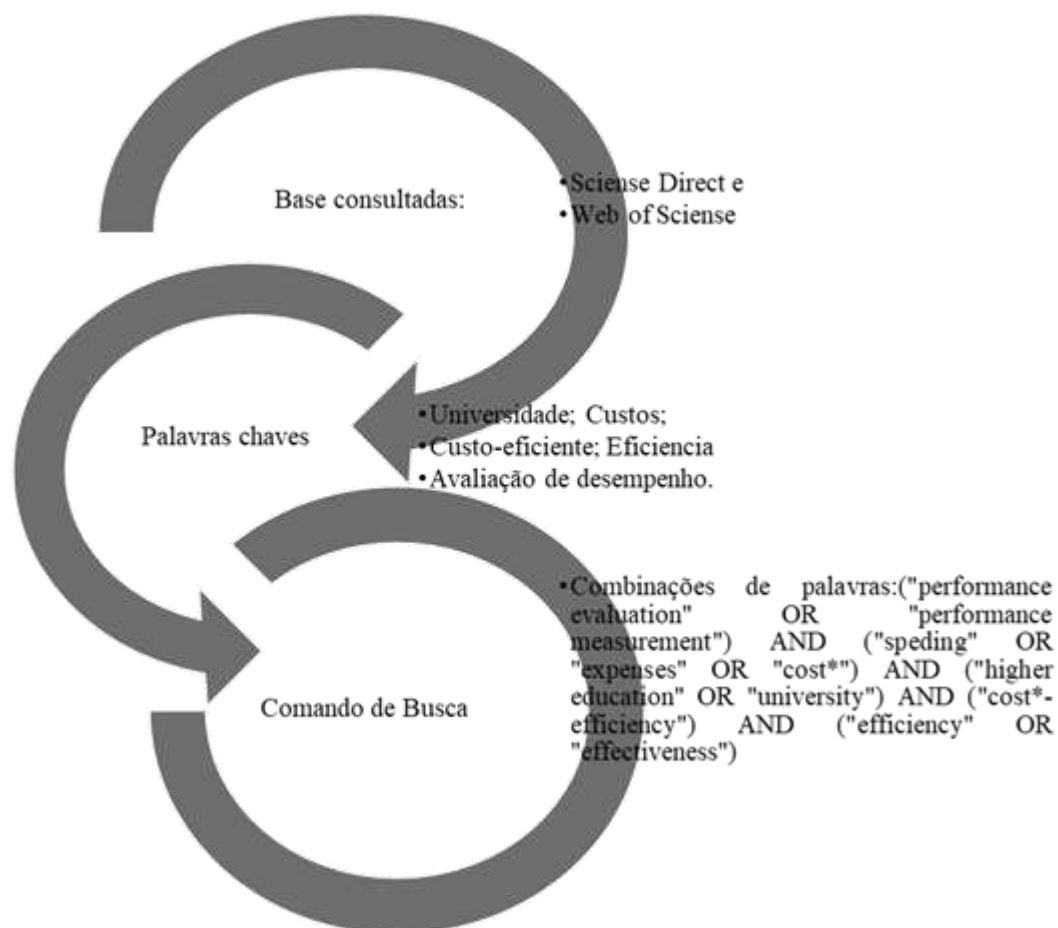 Base consultadas:
•Sciense Direct e
•Web of Sciense
Palavras chaves
•Universidade; Custos;
•Custo-eficiente; Eficiencia
•Avaliação de desempenho.
Comando de Busca
•Combinações de palavras:("performance
evaluation" OR "performance
measurement") AND ("speding" OR
"expenses" OR "cost*") AND ("higher
education" OR "university") AND ("cost*-
efficiency") AND ("efficiency" OR
"effectiveness")